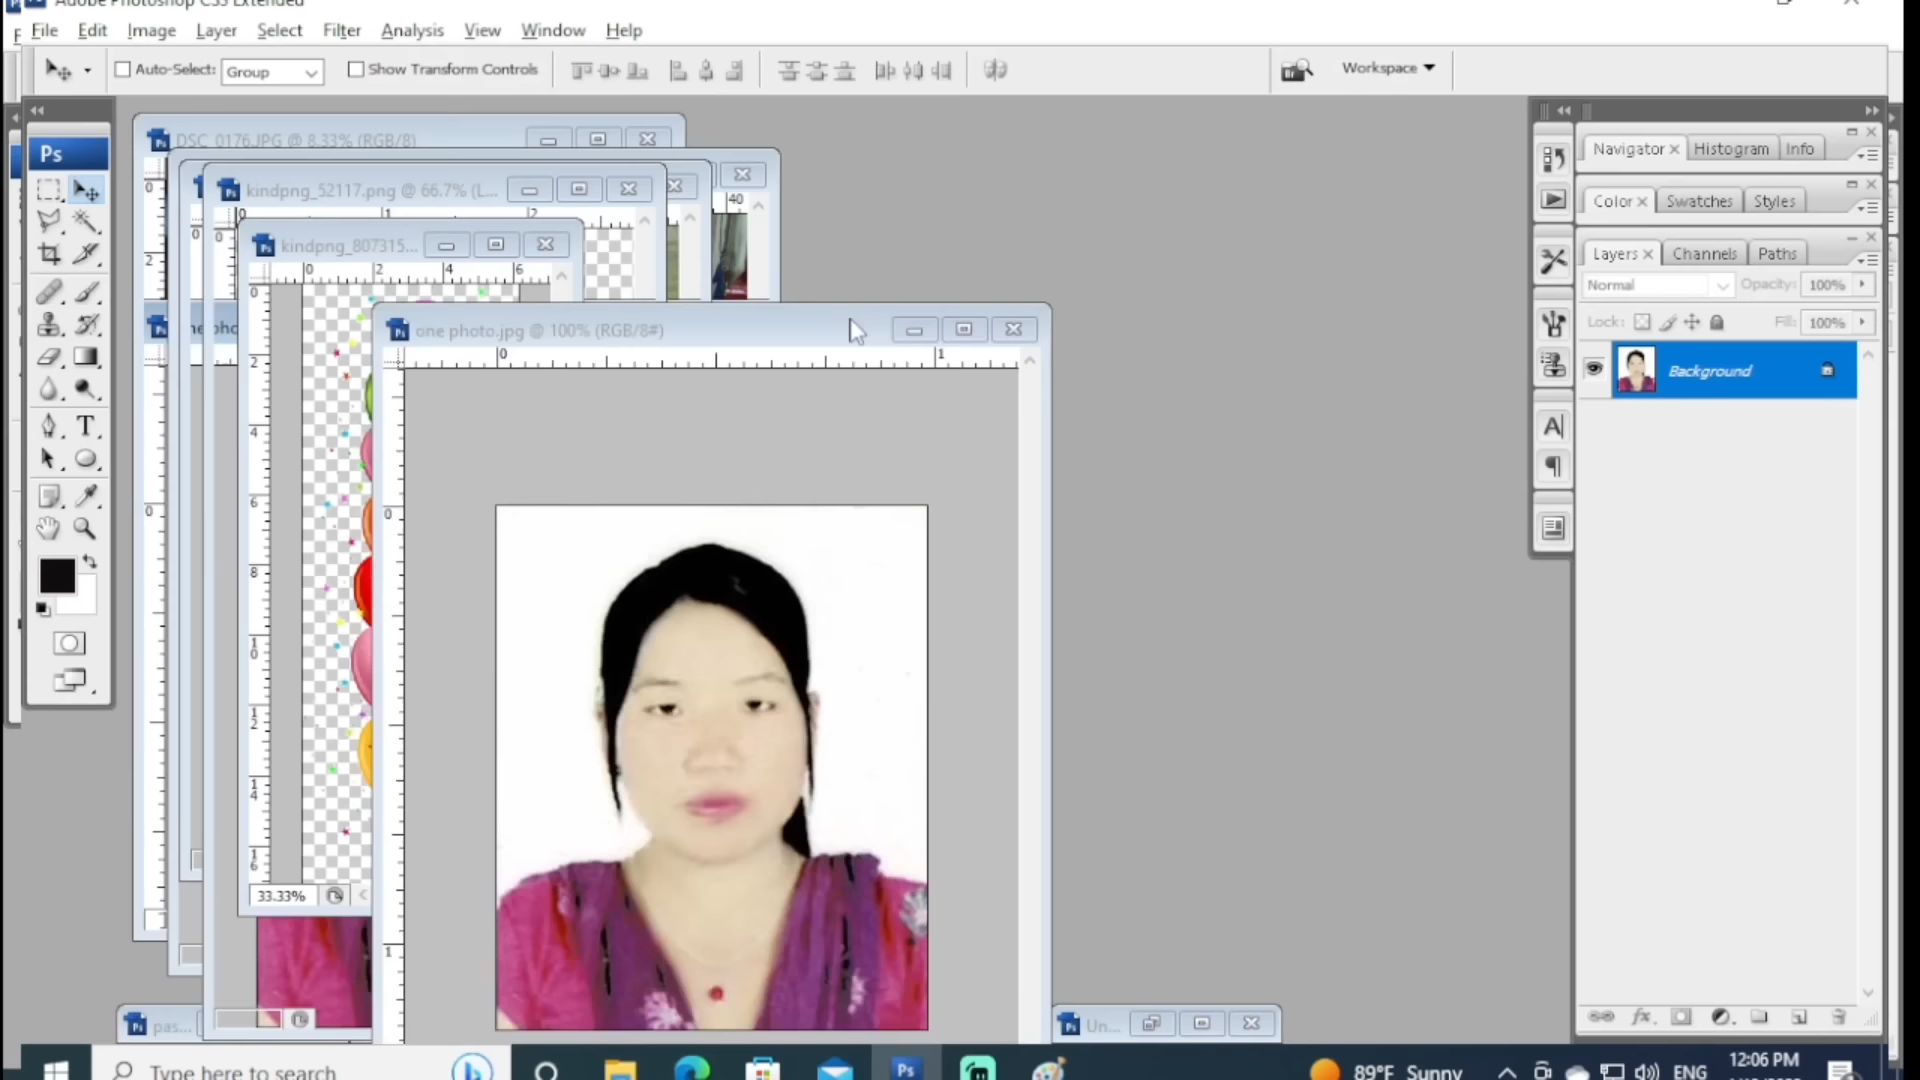 Adobe Photoshop CS3 Extended
File Edit Image Layer Select Filter Analysis View Window Help
Auto-Select: Group Show Transform Controls Workspace
DSC_0176.JPG @ 8.33% (RGB/8)
Ps
kindpng_52117.png @ 66.7% (L...
kindpng_807315...
one photo.jpg @ 100% (RGB/8#)
Navigator Histogram Info
Color Swatches Styles
Layers Channels Paths
Normal Opacity: 100%
Lock: Fill: 100%
Background
33.33%
pas...
Un...
Type here to search
89°F Sunny
ENG
12:06 PM